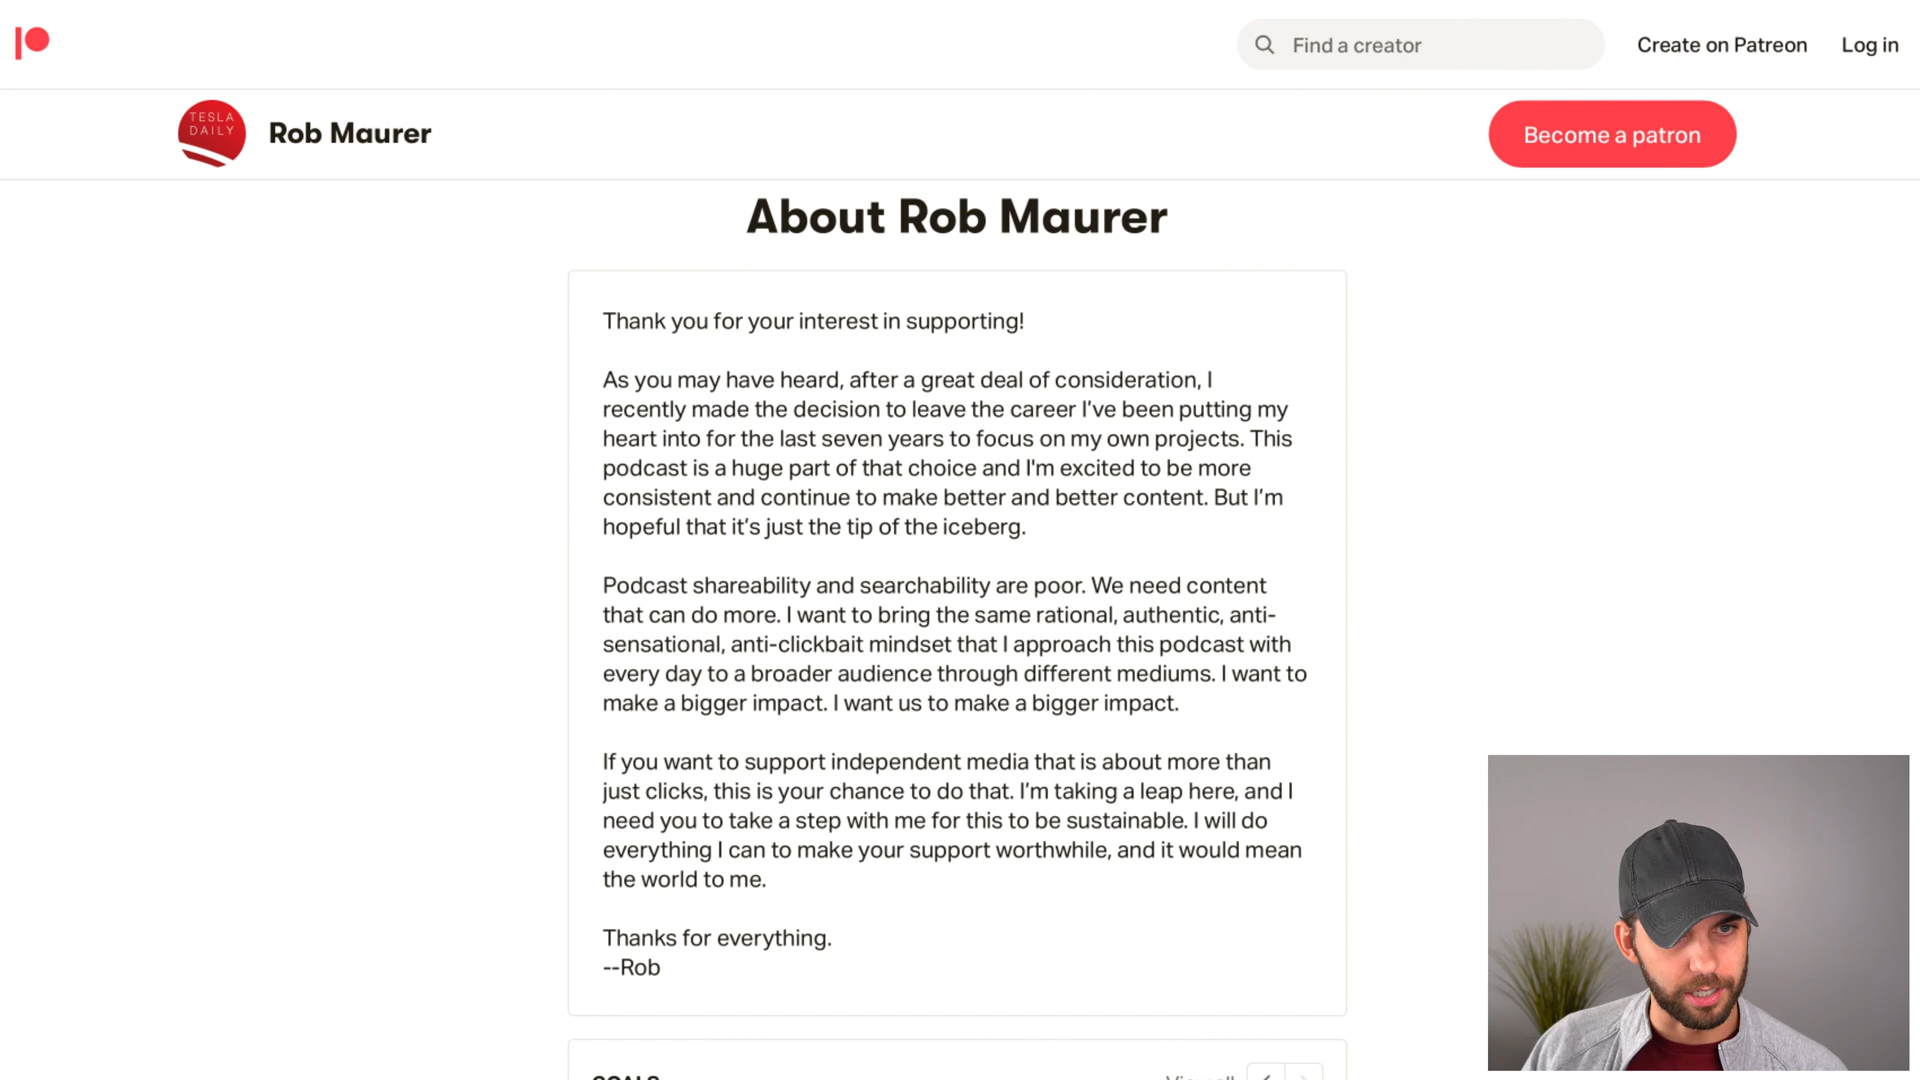 Find a creator
Create on Patreon
Log in
TESLA
DAILY
Rob Maurer
Become a patron
About Rob Maurer
Thank you for your interest in supporting!
As you may have heard, after a great deal of consideration, I
recently made the decision to leave the career I’ve been putting my
heart into for the last seven years to focus on my own projects. This
podcast is a huge part of that choice and I'm excited to be more
consistent and continue to make better and better content. But I’m
hopeful that it’s just the tip of the iceberg.
Podcast shareability and searchability are poor. We need content
that can do more. I want to bring the same rational, authentic, anti-
sensational, anti-clickbait mindset that I approach this podcast with
every day to a broader audience through different mediums. I want to
make a bigger impact. I want us to make a bigger impact.
If you want to support independent media that is about more than
just clicks, this is your chance to do that. I’m taking a leap here, and I
need you to take a step with me for this to be sustainable. I will do
everything I can to make your support worthwhile, and it would mean
the world to me.
Thanks for everything.
--Rob
GOALS
View all